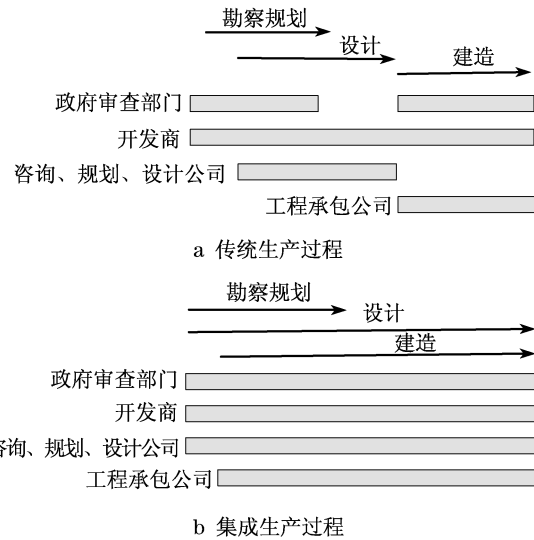 勘察规划
设计
建造
政府审查部门
开发商
咨询、规划、设计公司
工程承包公司
a 传统生产过程
勘察规划
设计
建造
政府审查部门
开发商
咨询、规划、设计公司
工程承包公司
b 集成生产过程